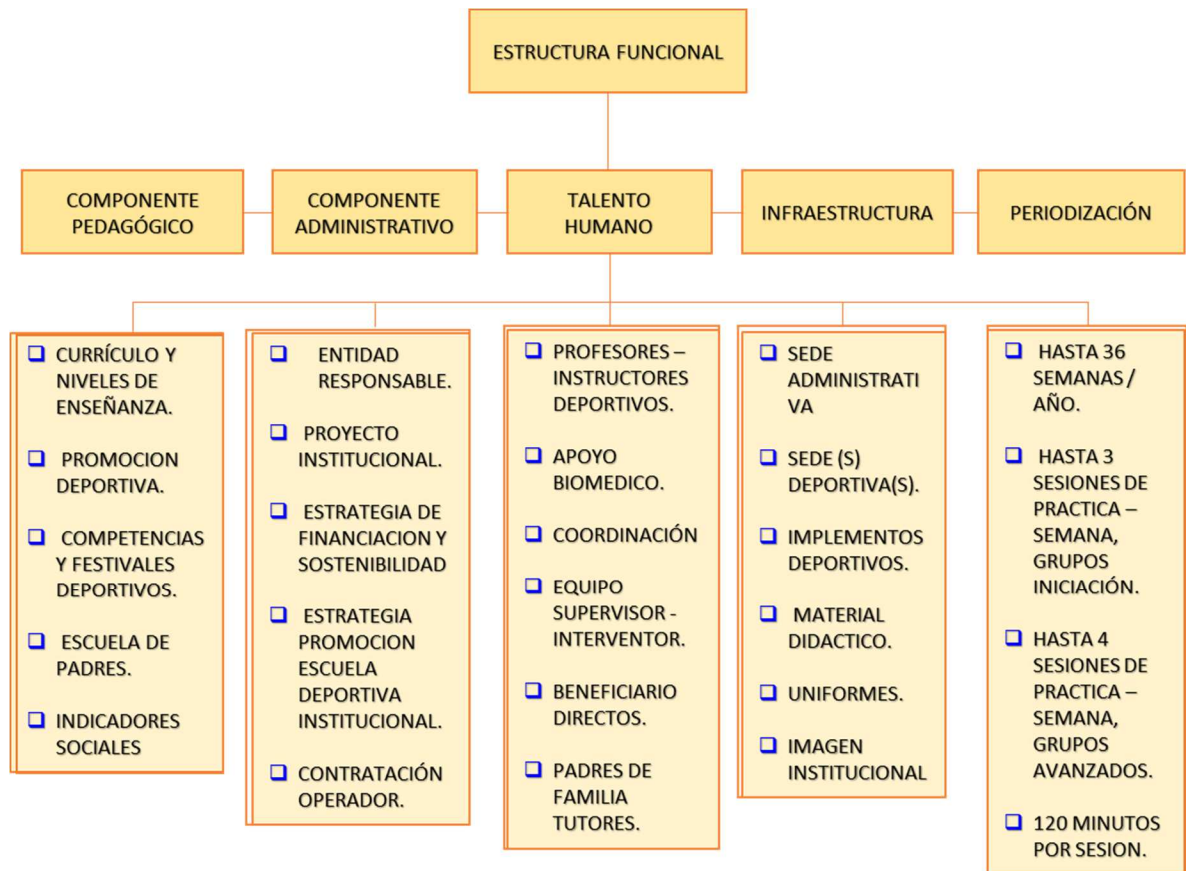 ESTRUCTURA FUNCIONAL
COMPONENTE
PEDAGÓGICO
COMPONENTE
ADMINISTRATIVO
TALENTO
HUMANO
INFRAESTRUCTURA
PERIODIZACIÓN
CURRÍCULO Y
NIVELES DE
ENSEÑANZA.
PROMOCION
DEPORTIVA.
COMPETENCIAS
Y FESTIVALES
DEPORTIVOS.
ESCUELA DE
PADRES.
INDICADORES
SOCIALES
ENTIDAD
RESPONSABLE.
PROYECTO
INSTITUCIONAL.
ESTRATEGIA DE
FINANCIACION Y
SOSTENIBILIDAD
ESTRATEGIA
PROMOCION
ESCUELA
DEPORTIVA
INSTITUCIONAL.
CONTRATACIÓN
OPERADOR.
PROFESORES –
INSTRUCTORES
DEPORTIVOS.
APOYO
BIOMEDICO.
COORDINACIÓN
EQUIPO
SUPERVISOR -
INTERVENTOR.
BENEFICIARIO
DIRECTOS.
PADRES DE
FAMILIA
TUTORES.
SEDE
ADMINISTRATI
VA
SEDE (S)
DEPORTIVA(S).
IMPLEMENTOS
DEPORTIVOS.
MATERIAL
DIDACTICO.
UNIFORMES.
IMAGEN
INSTITUCIONAL
HASTA 36
SEMANAS /
AÑO.
HASTA 3
SESIONES DE
PRACTICA –
SEMANA,
GRUPOS
INICIACIÓN.
HASTA 4
SESIONES DE
PRACTICA –
SEMANA,
GRUPOS
AVANZADOS.
120 MINUTOS
POR SESION.